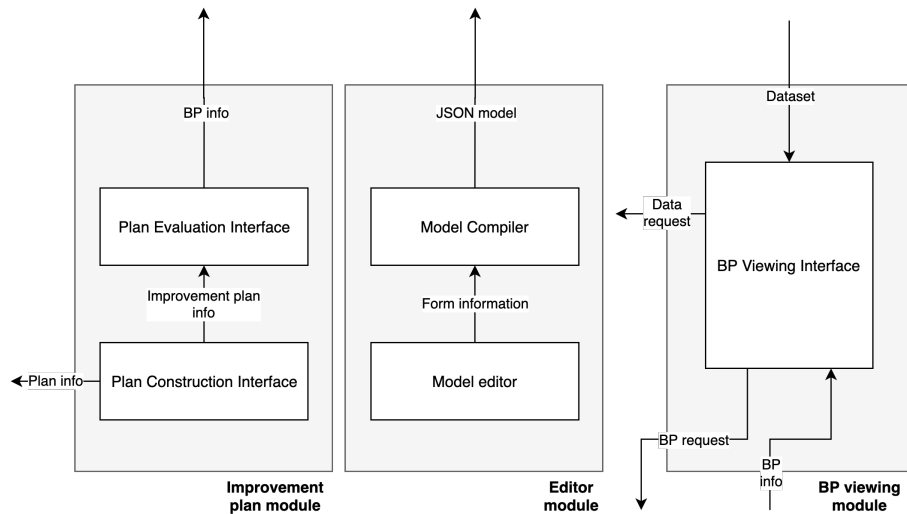 BP info
Plan Evaluation Interface
Improvement plan
info
Plan info
Plan Construction Interface
Improvement
plan module
JSON model
Model Compiler
Form information
Model editor
Editor
module
Dataset
Data
request
BP Viewing Interface
BP request
BP
info
BP viewing
module